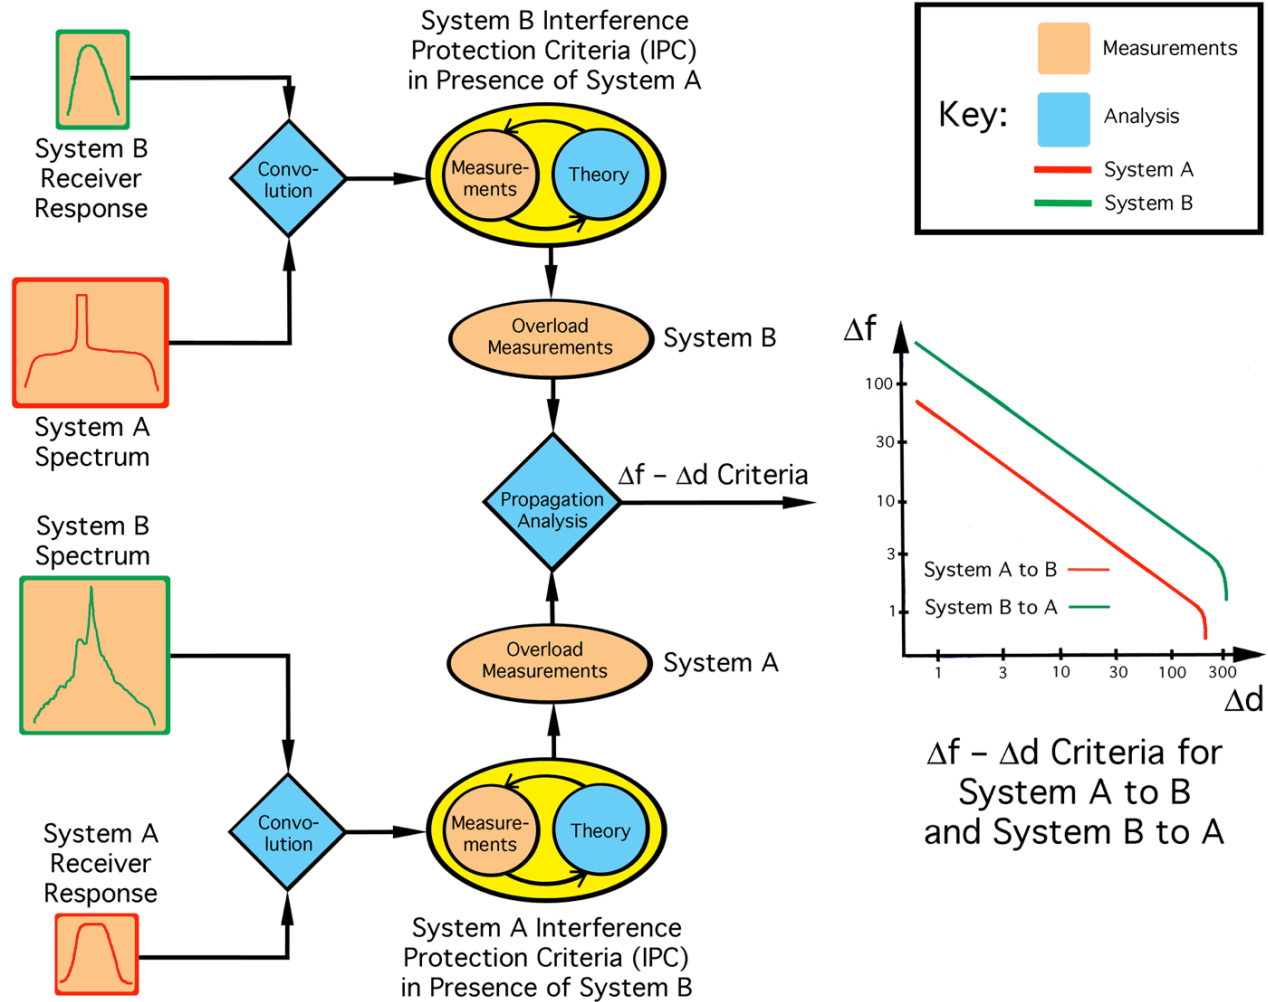 System B Interference
Protection Criteria (IPC)
in Presence of System A
System B
Receiver
Response
Convo-
lution
Measure-
ments
Theory
Key:
Measurements
Analysis
System A
System B
System A
Spectrum
Overload
Measurements
System B
System B
Spectrum
Propagation
Analysis
Δf – Δd Criteria
Overload
Measurements
System A
System A
Receiver
Response
Convo-
lution
Measure-
ments
Theory
System A Interference
Protection Criteria (IPC)
in Presence of System B
Δf
100
30
10
3
1
System A to B
System B to A
1 3 10 30 100 300
Δd
Δf – Δd Criteria for
System A to B
and System B to A